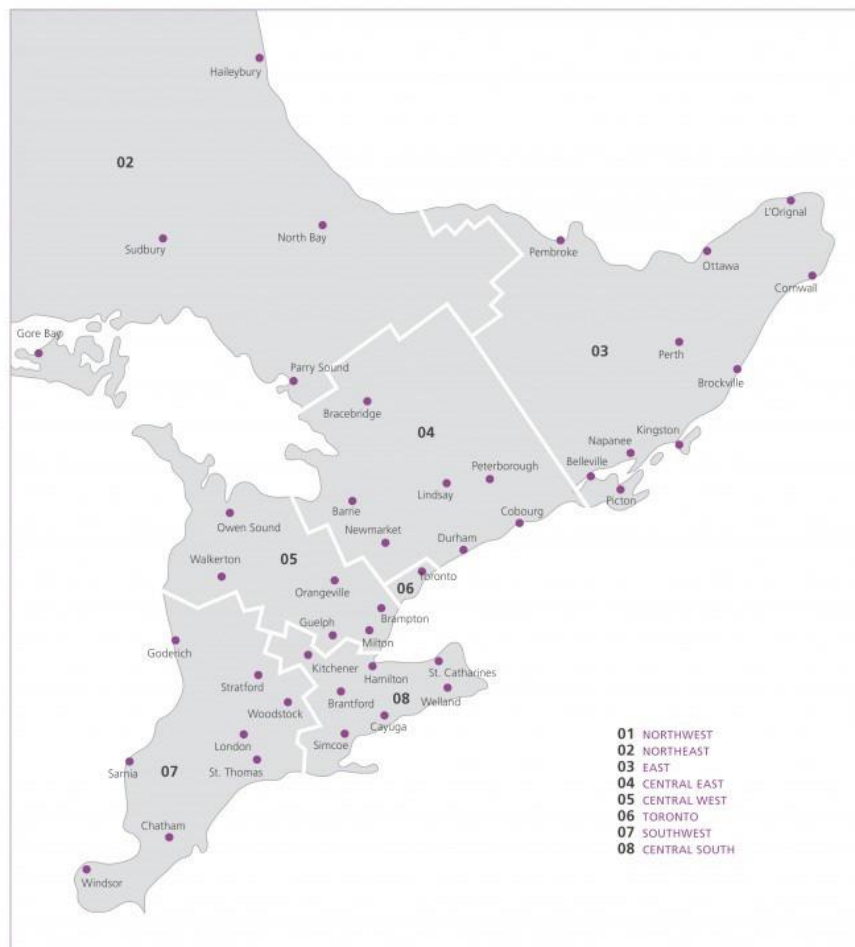 Haileybury
02
L'Orignal
North Bay
Sudbury
Pembroke
Ottawa
Cornwall
Gore Bay
03
Perth
Parry Sound
Brockville
Bracebridge
04
Kingston
Napanee
Peterborough
Belleville
Lindsay
Picton
Barrie
Cobourg
Owen Sound
Newmarket
Durham
Walkerton
05
Toronto
Orangeville
06
Brampton
Guelph
Milton
Goderich
Kitchener
Hamilton
St. Catharines
Stratford
Welland
Brantford
08
Woodstock
Cayuga
London
Simcoe
Sarnia
07
St. Thomas
Chatham
Windsor
01 NORTHWEST
02 NORTHEAST
03 EAST
04 CENTRAL EAST
05 CENTRAL WEST
06 TORONTO
07 SOUTHWEST
08 CENTRAL SOUTH